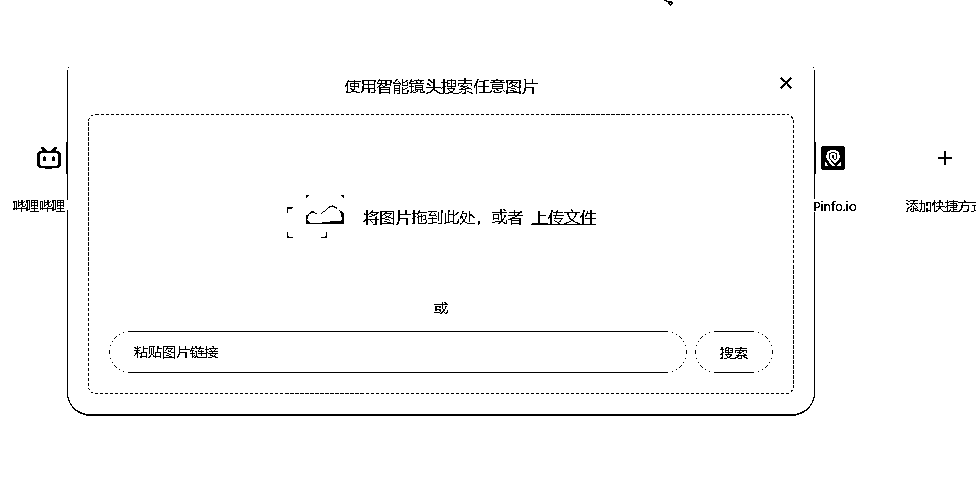 使用智能镜头搜索任意图片
哔哩哔哩
将图片拖到此处，或者 上传文件
Pinfo.io
添加快捷方式
或
粘贴图片链接
搜索